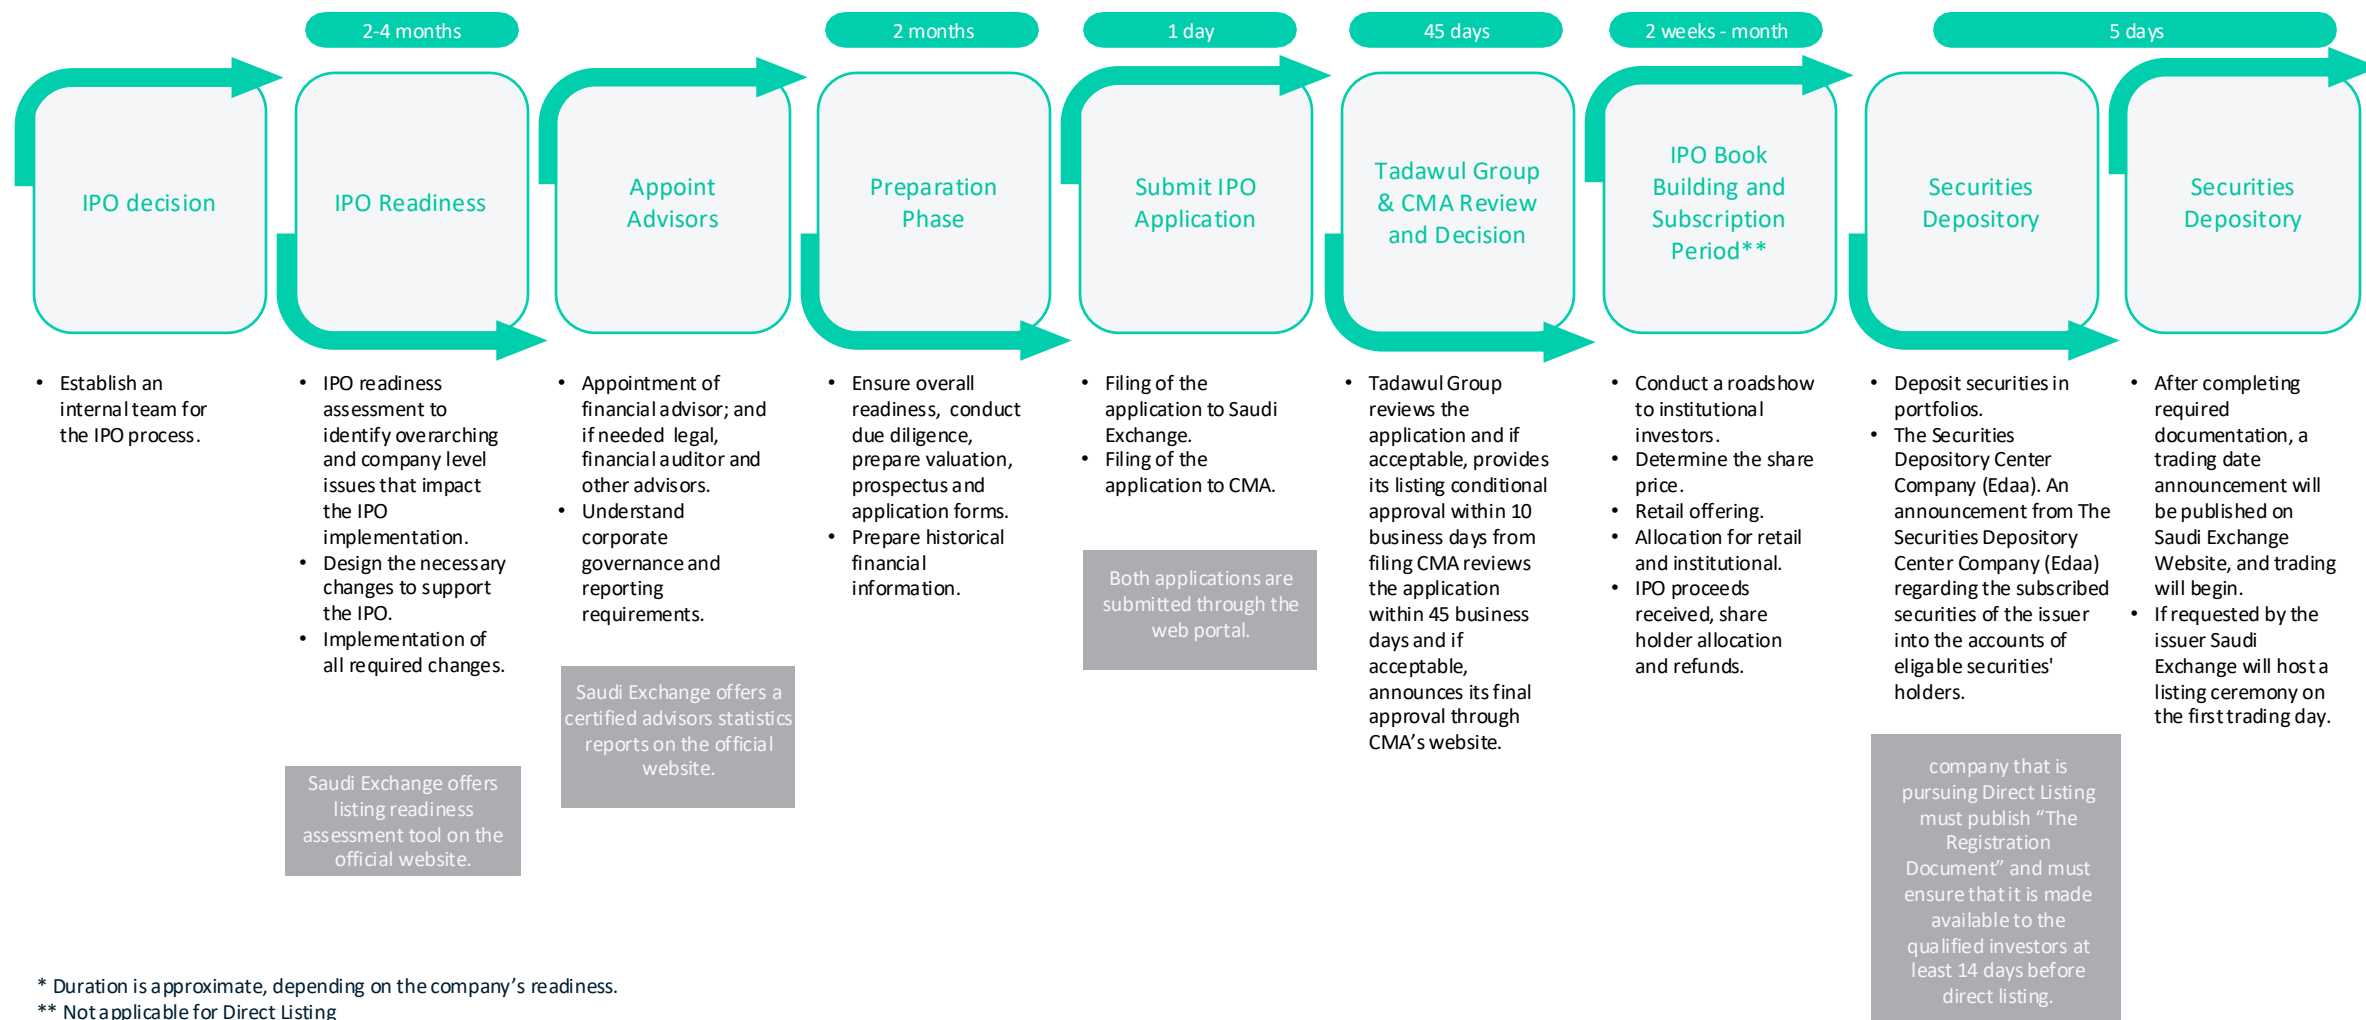 2-4 months
2 months
1 day
45 days
2 weeks - month
5 days
IPO decision
IPO Readiness
Appoint
Advisors
Preparation
Phase
Submit IPO
Application
Tadawul Group
& CMA Review
and Decision
IPO Book
Building and
Subscription
Period**
Securities
Depository
Securities
Depository
• Establish an
internal team for
the IPO process.
• IPO readiness
assessment to
identify overarching
and company level
issues that impact
the IPO
implementation.
• Design the necessary
changes to support
the IPO.
• Implementation of
all required changes.
Saudi Exchange offers
listing readiness
assessment tool on the
official website.
• Appointment of
financial advisor; and
if needed legal,
financial auditor and
other advisors.
• Understand
corporate
governance and
reporting
requirements.
Saudi Exchange offers a
certified advisors statistics
reports on the official
website.
• Ensure overall
readiness, conduct
due diligence,
prepare valuation,
prospectus and
application forms.
• Prepare historical
financial
information.
• Filing of the
application to Saudi
Exchange.
• Filing of the
application to CMA.
Both applications are
submitted through the
web portal.
• Tadawul Group
reviews the
application and if
acceptable, provides
its listing conditional
approval within 10
business days from
filing CMA reviews
the application
within 45 business
days and if
acceptable,
announces its final
approval through
CMA's website.
• Conduct a roadshow
to institutional
investors.
• Determine the share
price.
• Retail offering.
• Allocation for retail
and institutional.
• IPO proceeds
received, share
holder allocation
and refunds.
• Deposit securities in
portfolios.
• The Securities
Depository Center
Company (Edaa). An
announcement from The
Securities Depository
Center Company (Edaa)
regarding the subscribed
securities of the issuer
into the accounts of
eligable securities'
holders.
company that is
pursuing Direct Listing
must publish “The
Registration
Document” and must
ensure that it is made
available to the
qualified investors at
least 14 days before
direct listing.
• After completing
required
documentation, a
trading date
announcement will
be published on
Saudi Exchange
Website, and trading
will begin.
• If requested by the
issuer Saudi
Exchange will host a
listing ceremony on
the first trading day.
* Duration is approximate, depending on the company’s readiness.
** Not applicable for Direct Listing